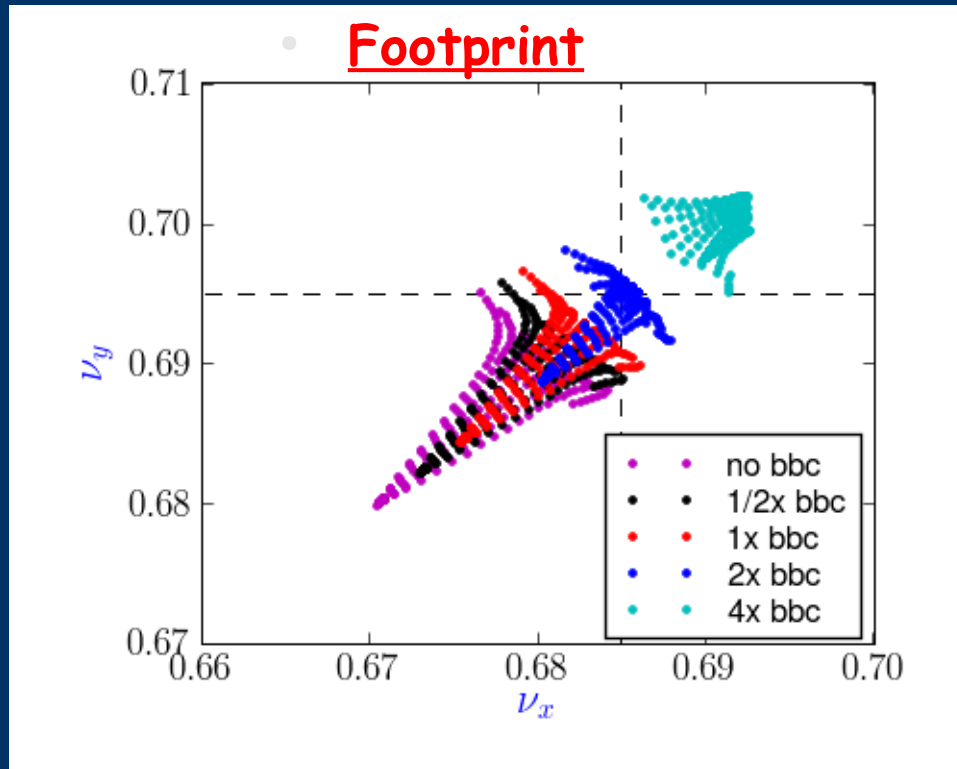 Footprint
0.71
0.70
0.69
0.68
0.67
ν_y
0.66 0.67 0.68 0.69 0.70
ν_x
no bbc
1/2x bbc
1x bbc
2x bbc
4x bbc